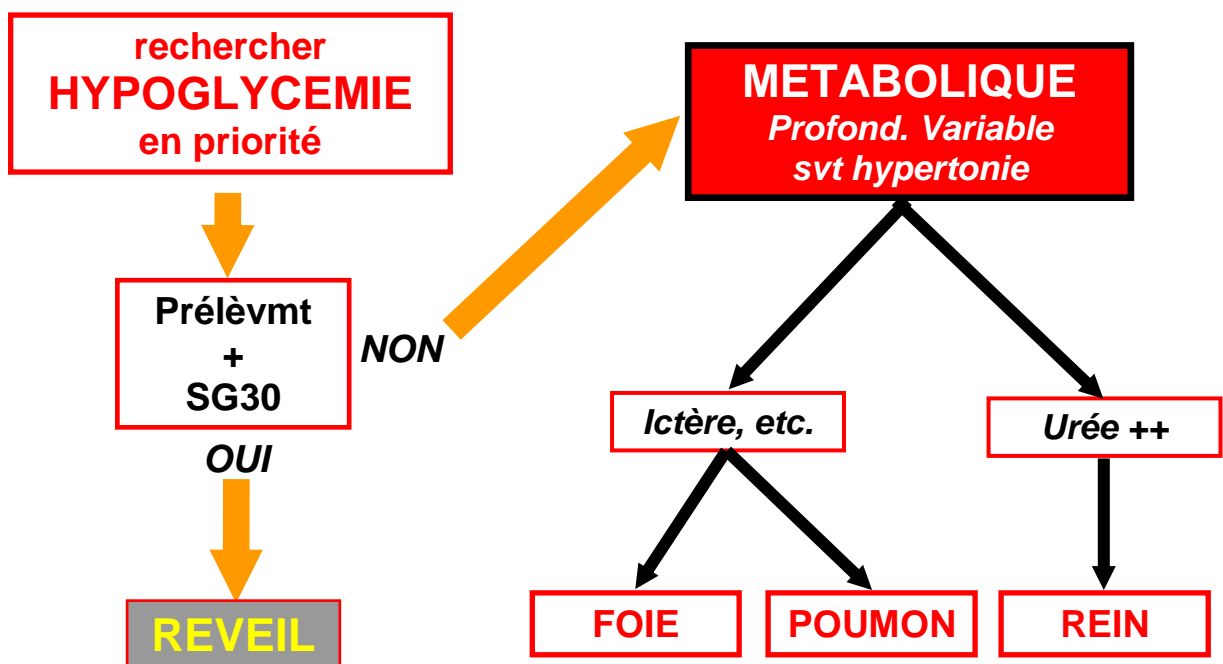 rechercher
HYPOGLYCEMIE
en priorité
Prélèvmt
+
SG30
NON
OUI
REVEIL
METABOLIQUE
Profond. Variable
svt hypertonie
Ictère, etc.
Urée ++
FOIE
POUMON
REIN